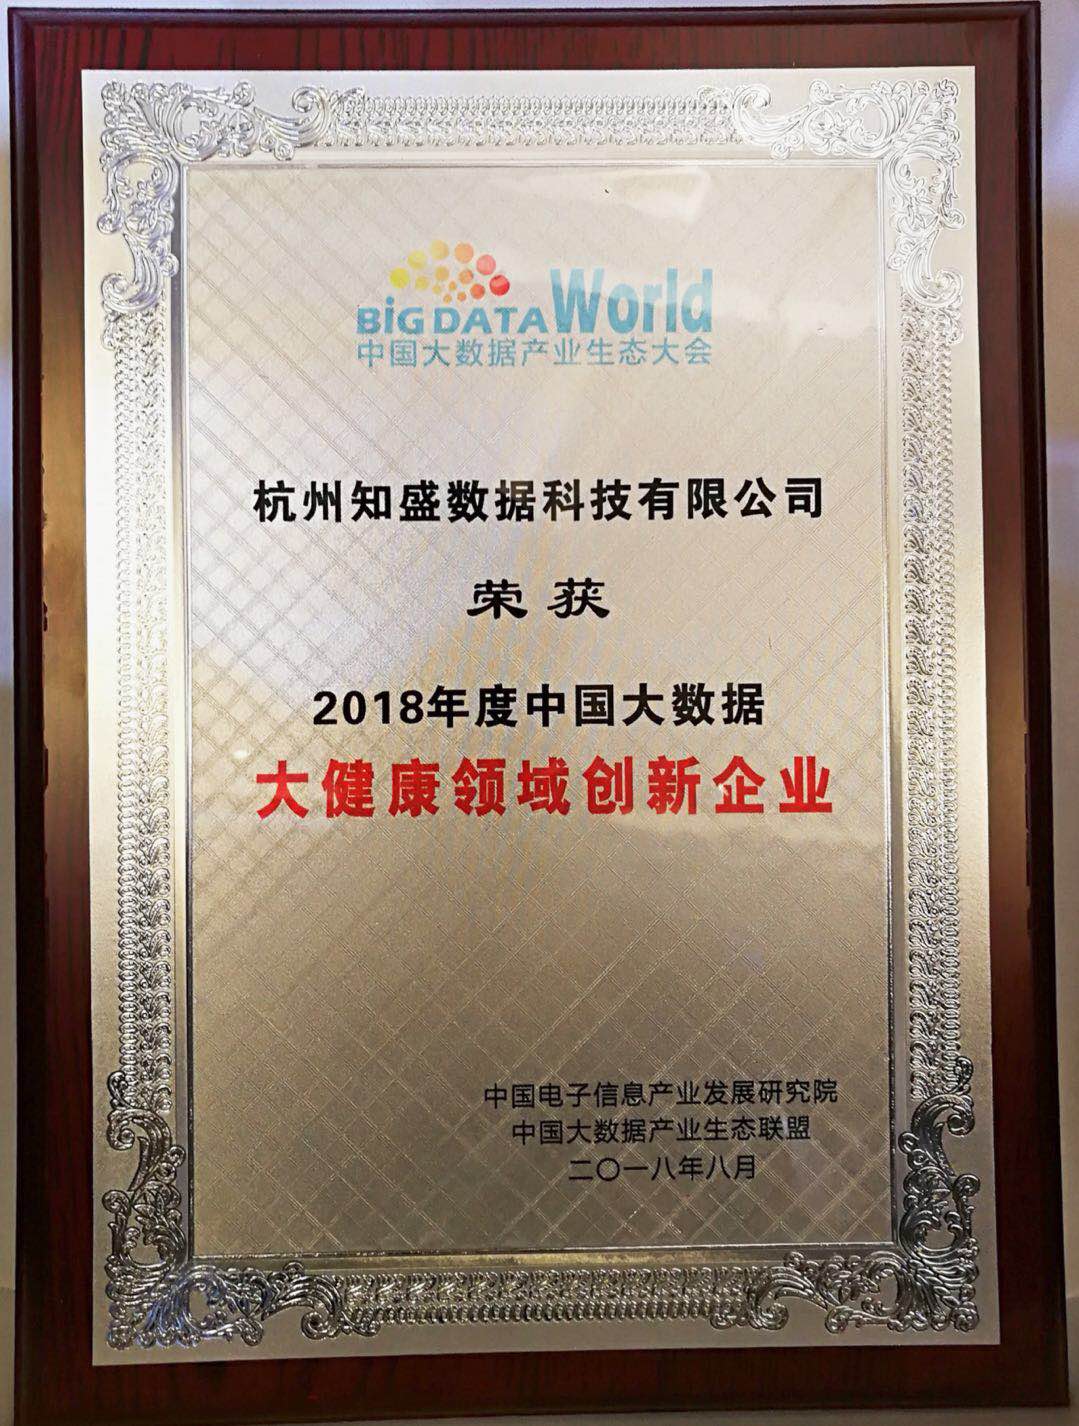 BiG DATA World
中国大数据产业生态大会
杭州知盛数据科技有限公司
荣获
2018年度中国大数据
大健康领域创新企业
中国电子信息产业发展研究院
中国大数据产业生态联盟
二〇一八年八月